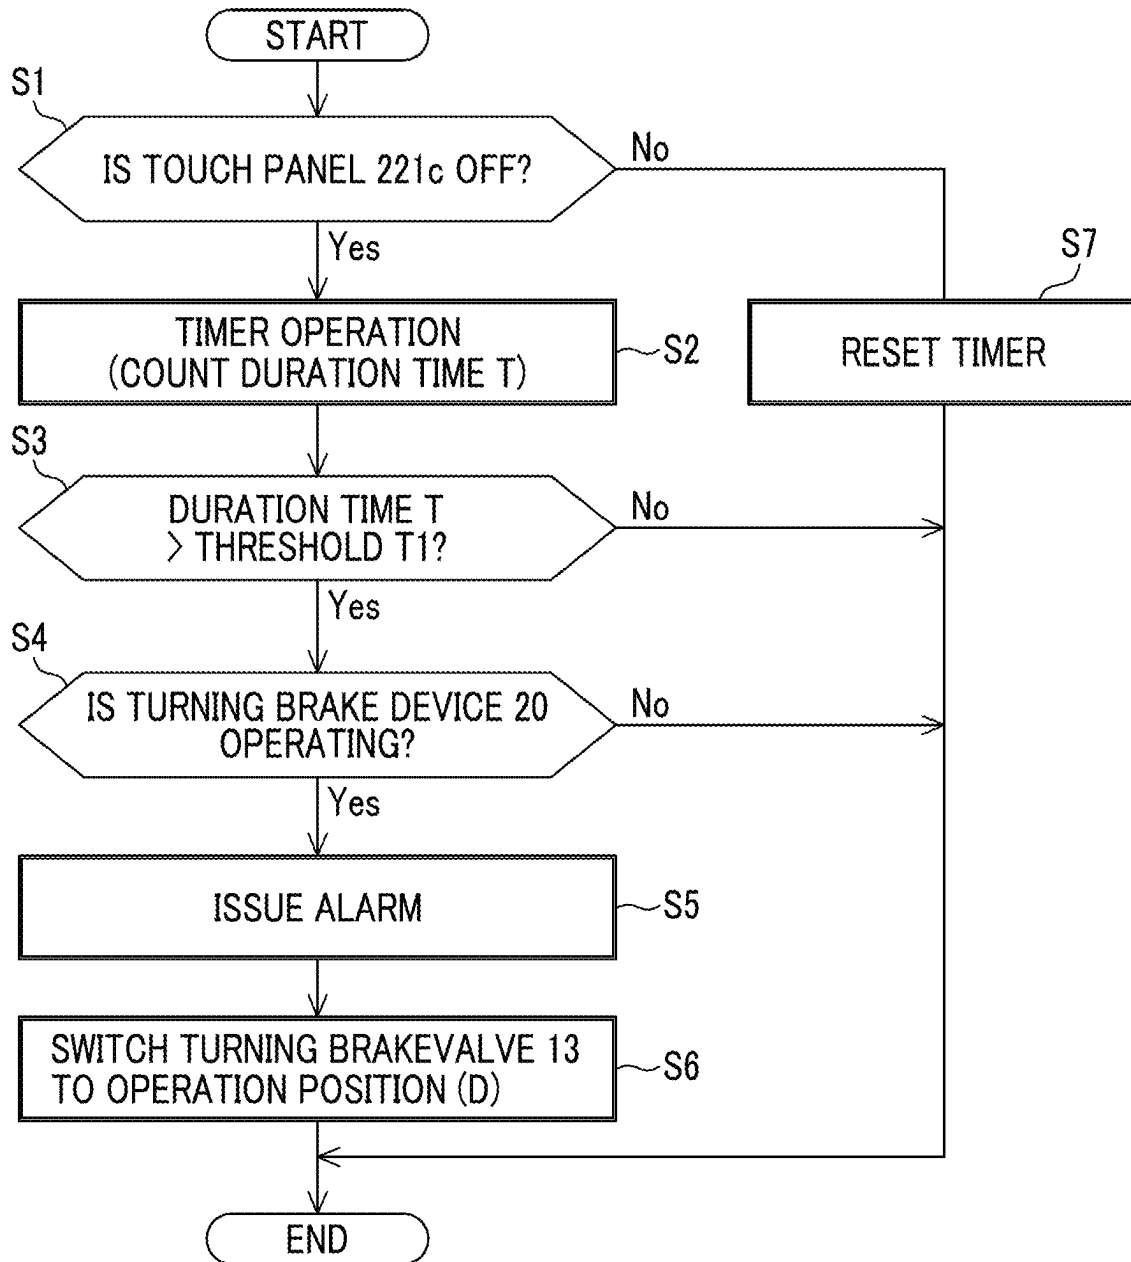 START
S1
IS TOUCH PANEL 221c OFF?
No
Yes
S7
TIMER OPERATION
(COUNT DURATION TIME T)
S2
RESET TIMER
S3
DURATION TIME T
> THRESHOLD T1?
No
Yes
S4
IS TURNING BRAKE DEVICE 20
OPERATING?
No
Yes
ISSUE ALARM
S5
SWITCH TURNING BRAKEVALVE 13
TO OPERATION POSITION (D)
S6
END